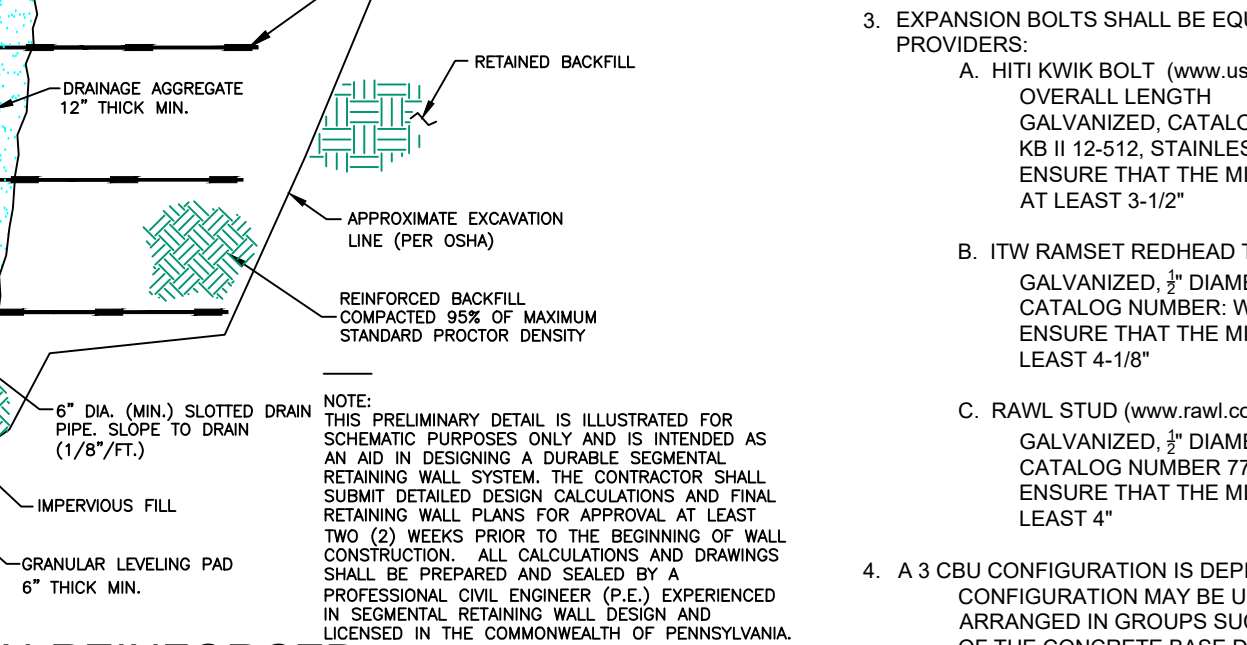 RETAINED BACKFILL
DRAINAGE AGGREGATE
12" THICK MIN.
APPROXIMATE EXCAVATION
LINE (PER OSHA)
REINFORCED BACKFILL
COMPACTED 95% OF MAXIMUM
STANDARD PROCTOR DENSITY
6" DIA. (MIN.) SLOTTED DRAIN
PIPE. SLOPE TO DRAIN
(1/8"/FT.)
IMPERVIOUS FILL
GRANULAR LEVELING PAD
6" THICK MIN.
NOTE:
THIS PRELIMINARY DETAIL IS ILLUSTRATED FOR
SCHEMATIC PURPOSES ONLY AND IS INTENDED AS
AN AID IN DESIGNING A DURABLE SEGMENTAL
RETAINING WALL SYSTEM. THE CONTRACTOR SHALL
SUBMIT DETAILED DESIGN CALCULATIONS AND FINAL
RETAINING WALL PLANS FOR APPROVAL AT LEAST
TWO (2) WEEKS PRIOR TO THE BEGINNING OF WALL
CONSTRUCTION. ALL CALCULATIONS AND DRAWINGS
SHALL BE PREPARED AND SEALED BY A
PROFESSIONAL CIVIL ENGINEER (P.E.) EXPERIENCED
IN SEGMENTAL RETAINING WALL DESIGN AND
LICENSED IN THE COMMONWEALTH OF PENNSYLVANIA.
3. EXPANSION BOLTS SHALL BE EQU
PROVIDERS:
A. HITI KWIK BOLT (www.us
OVERALL LENGTH
GALVANIZED, CATALO
KB II 12-512, STAINLES
ENSURE THAT THE MI
AT LEAST 3-1/2"
B. ITW RAMSET REDHEAD T
GALVANIZED, 1/2" DIAME
CATALOG NUMBER: W
ENSURE THAT THE MI
LEAST 4-1/8"
C. RAWL STUD (www.rawl.co
GALVANIZED, 1/2" DIAME
CATALOG NUMBER 77
ENSURE THAT THE MI
LEAST 4"
4. A 3 CBU CONFIGURATION IS DEPI
CONFIGURATION MAY BE U
ARRANGED IN GROUPS SUC
OF THE CONCRETE BASE D